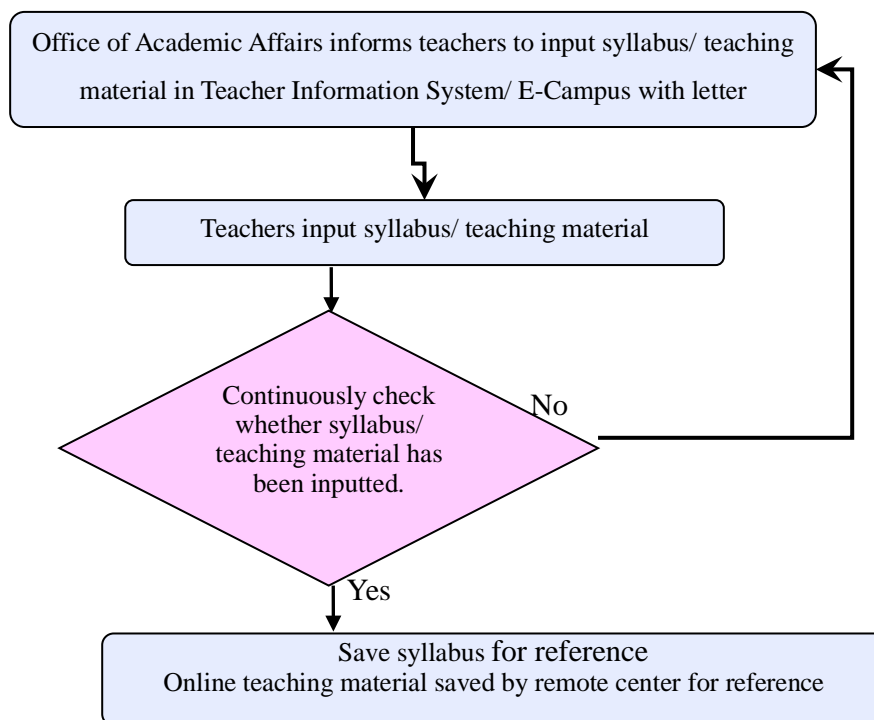 Office of Academic Affairs informs teachers to input syllabus/ teaching
material in Teacher Information System/ E-Campus with letter
Teachers input syllabus/ teaching material
Continuously check
whether syllabus/
teaching material has
been inputted.
No
Yes
Save syllabus for reference
Online teaching material saved by remote center for reference